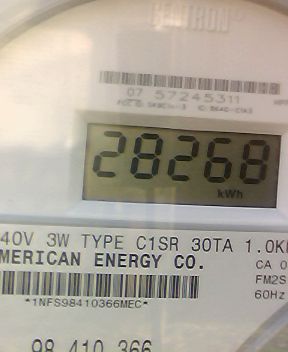 CENTRON
07 57245311
28268
kWh
40V 3W TYPE C1SR 30TA 1.0K
MERICAN ENERGY CO.
CA 0
FM2S
60Hz
*1NFS98410366MEC*
98 410 366